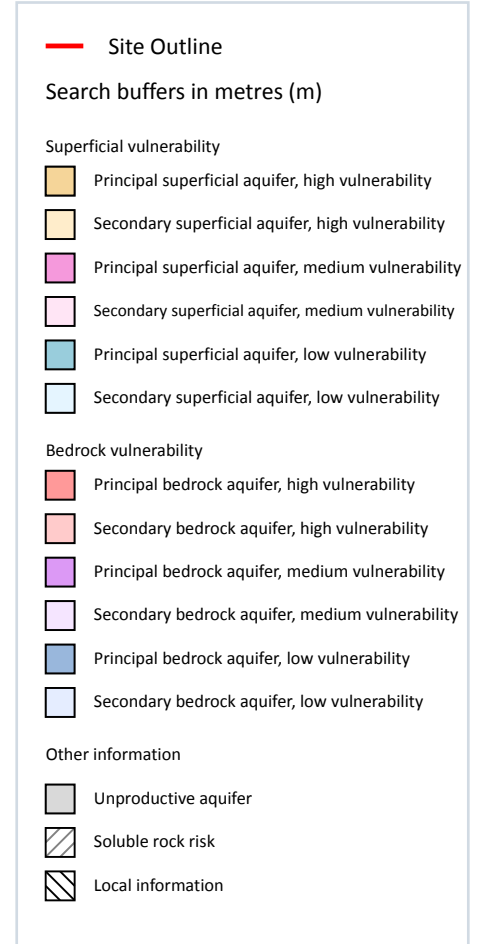 Site Outline
Search buffers in metres (m)
Superficial vulnerability
Principal superficial aquifer, high vulnerability
Secondary superficial aquifer, high vulnerability
Principal superficial aquifer, medium vulnerability
Secondary superficial aquifer, medium vulnerability
Principal superficial aquifer, low vulnerability
Secondary superficial aquifer, low vulnerability
Bedrock vulnerability
Principal bedrock aquifer, high vulnerability
Secondary bedrock aquifer, high vulnerability
Principal bedrock aquifer, medium vulnerability
Secondary bedrock aquifer, medium vulnerability
Principal bedrock aquifer, low vulnerability
Secondary bedrock aquifer, low vulnerability
Other information
Unproductive aquifer
Soluble rock risk
Local information